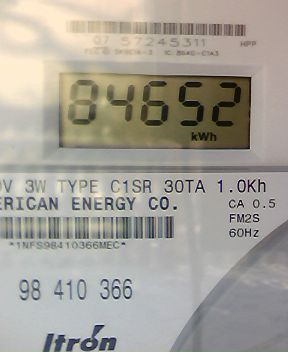 07 57245311 HPP
84652
kWh
0V 3W TYPE C1SR 30TA 1.0Kh
ERICAN ENERGY CO. CA 0.5
FM2S
*1NFS98410366MEC* 60Hz
98 410 366
Itron